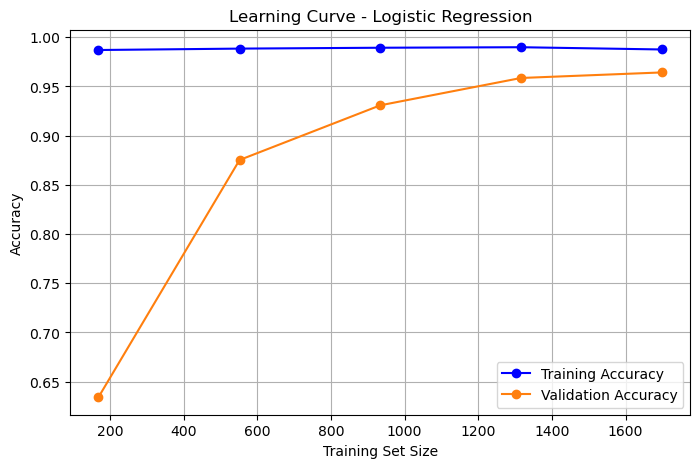 Learning Curve - Logistic Regression
1.00
0.95
0.90
0.85
0.80
0.75
0.70
0.65
Accuracy
200 400 600 800 1000 1200 1400 1600
Training Set Size
Training Accuracy
Validation Accuracy